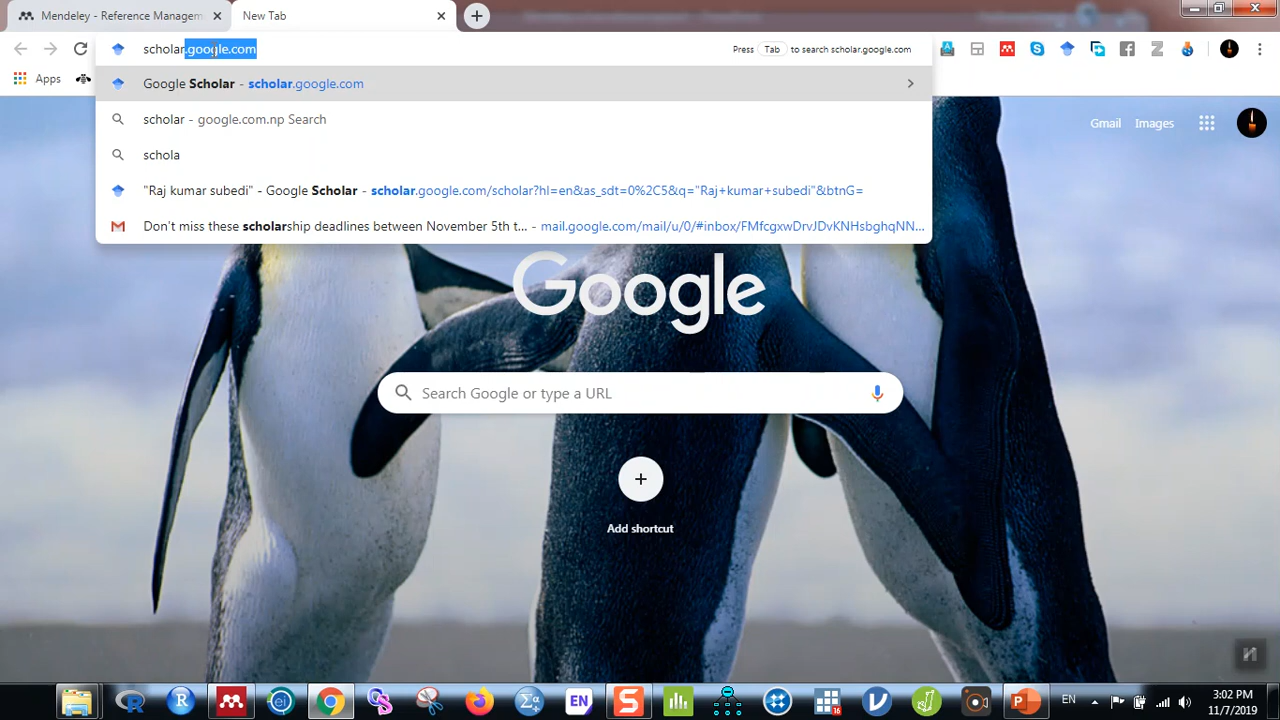 Mendeley - Reference Managem
New Tab
scholar.google.com
Press Tab to search scholar.google.com
Apps
Google Scholar - scholar.google.com
scholar - google.com.np Search
schola
"Raj kumar subedi" - Google Scholar - scholar.google.com/scholar?hl=en&as_sdt=0%2C5&q="Raj+kumar+subedi"&btnG=
Don't miss these scholarship deadlines between November 5th t... - mail.google.com/mail/u/0/#inbox/FMfcgxwDrvJDvKNHsbghqNN...
Gmail Images
Google
Search Google or type a URL
Add shortcut
EN
EN
3:02 PM
11/7/2019